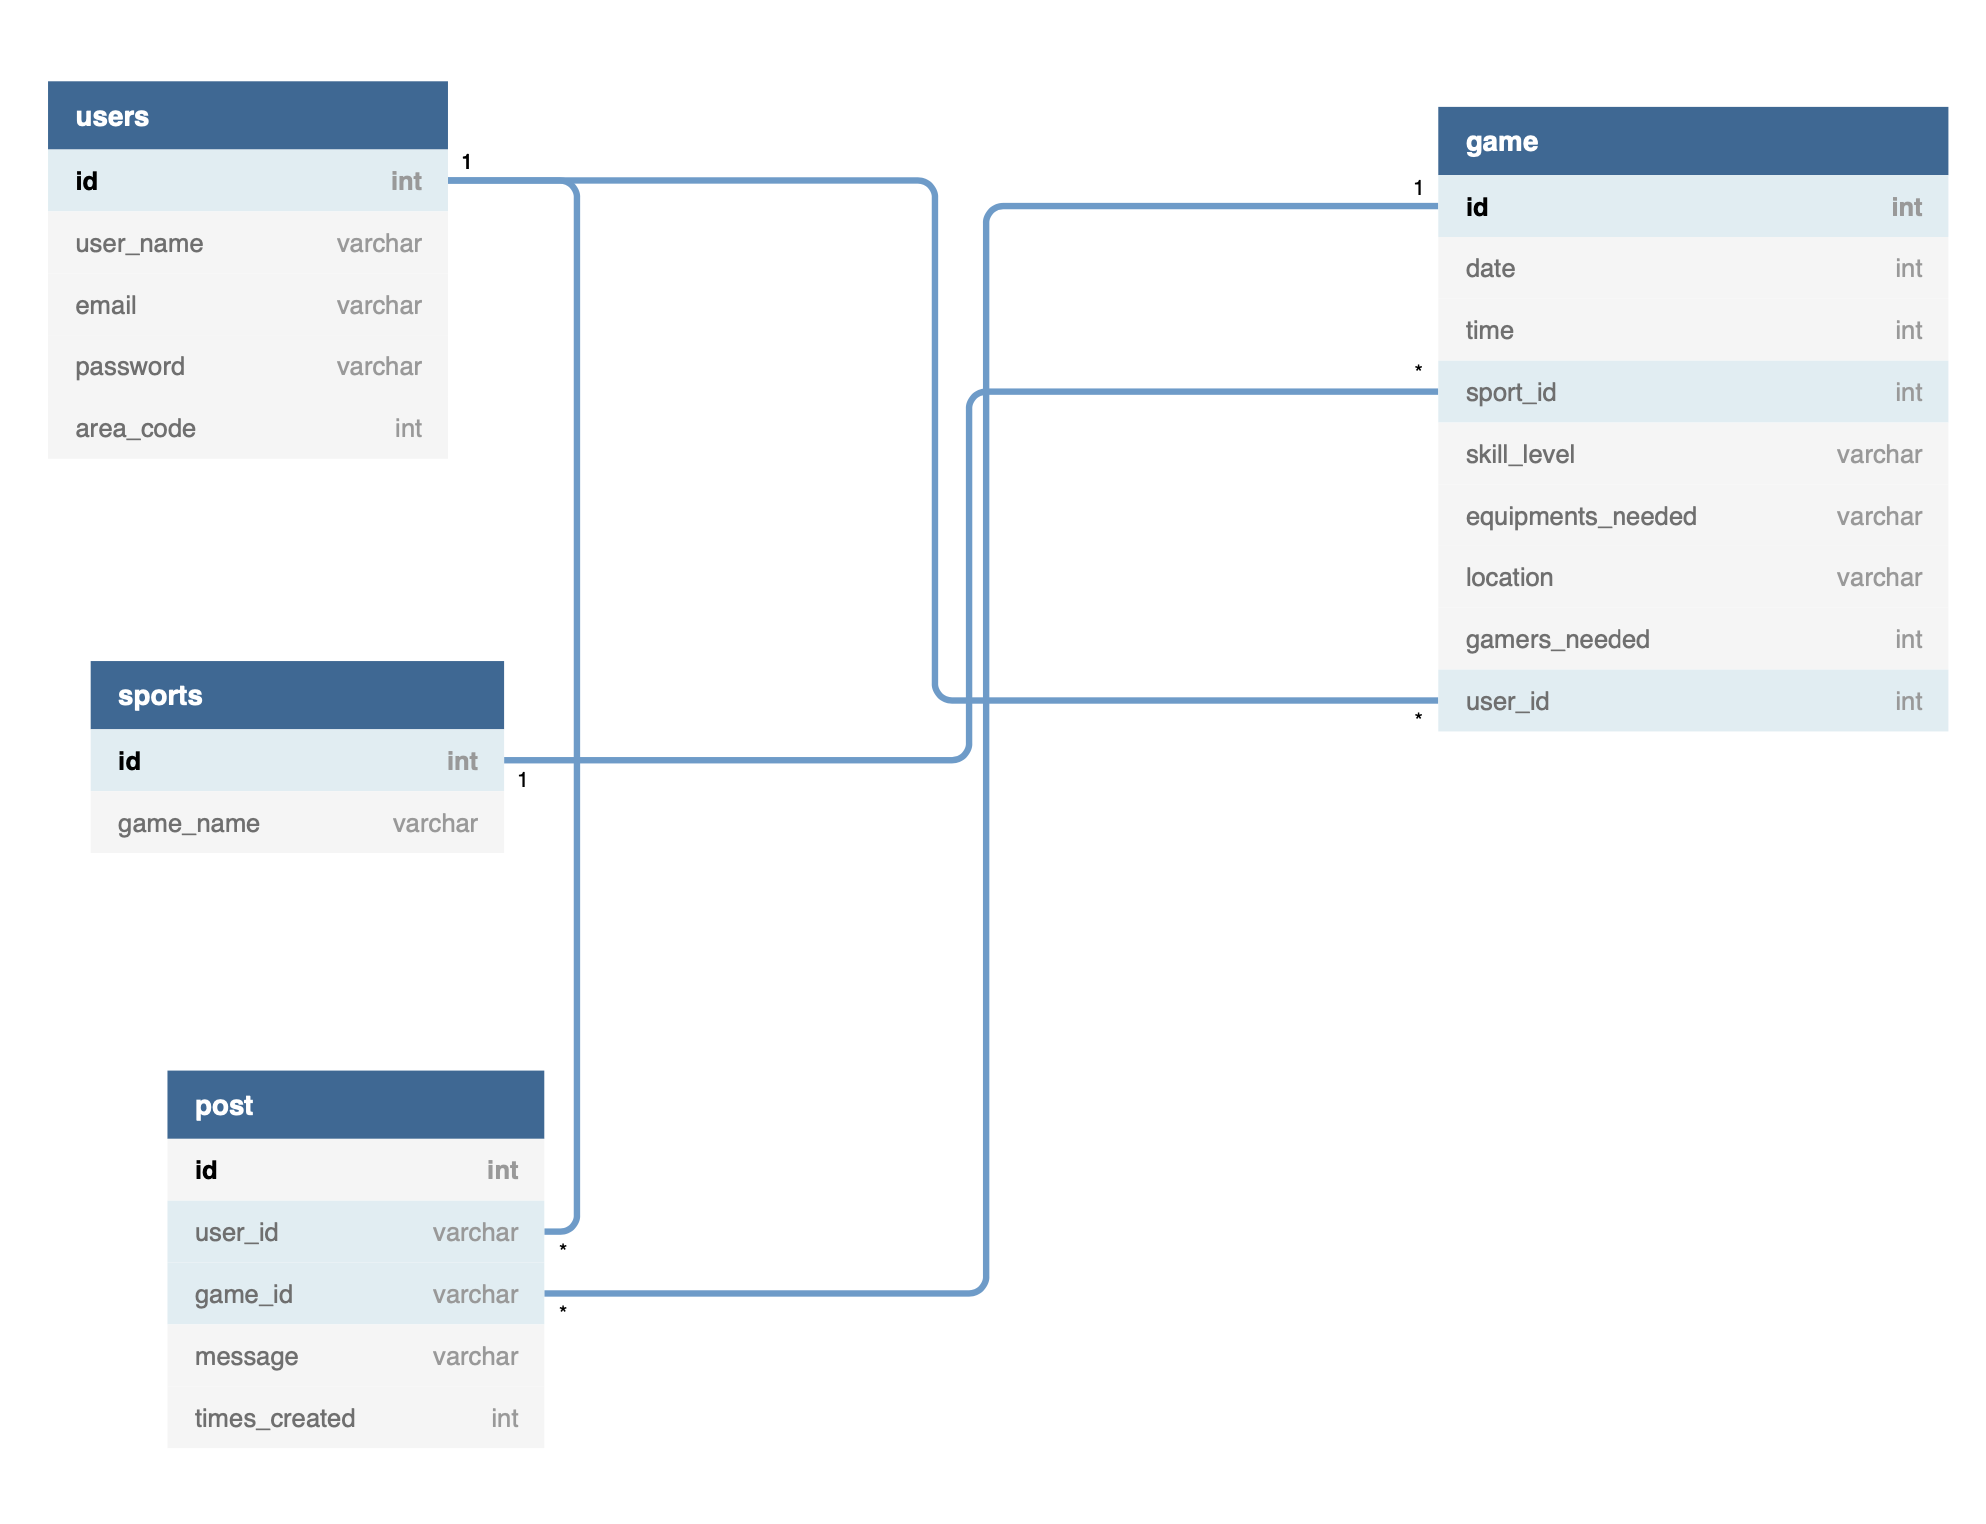 users
1
id int
user_name varchar
email varchar
password varchar
area_code int
game
1
id int
date int
time int
*
sport_id int
skill_level varchar
equipments_needed varchar
location varchar
gamers_needed int
user_id int
*
sports
id int
1
game_name varchar
post
id int
user_id varchar
*
game_id varchar
*
message varchar
times_created int